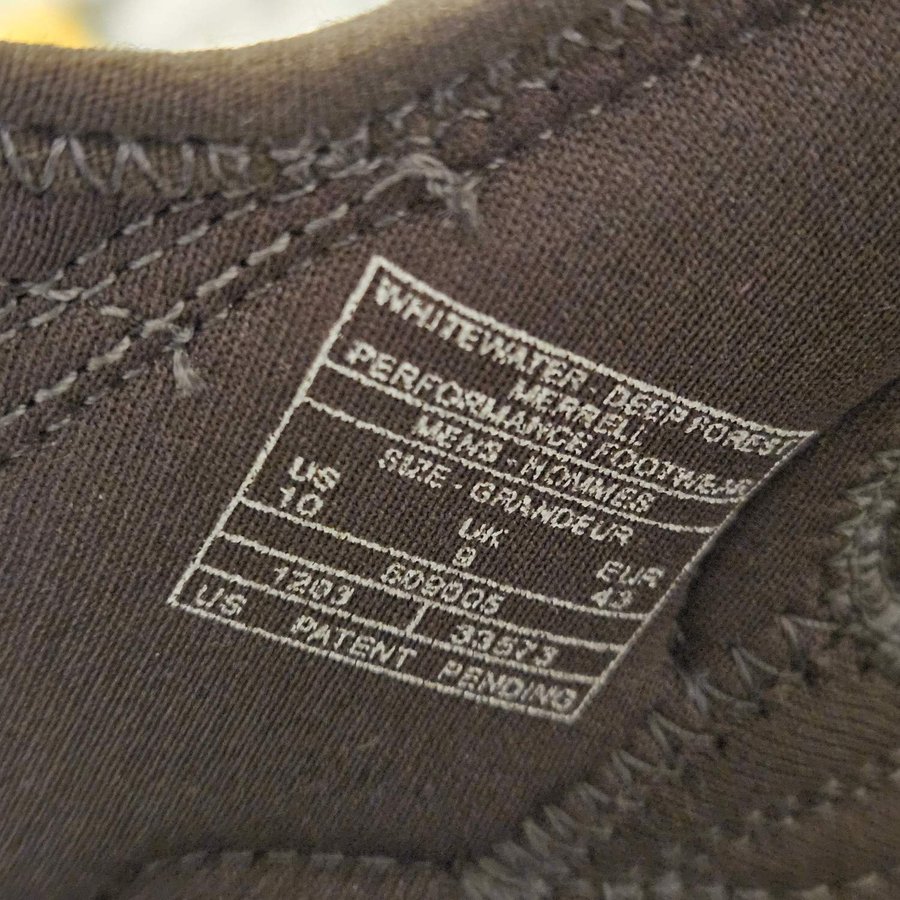 WHITEWATER - DEEP FOREST
MERRELL
PERFORMANCE FOOTWEAR
MENS - HOMMES
SIZE - GRANDEUR
US UK EUR
10 9 43
609005
1203 | 33573
US PATENT PENDING